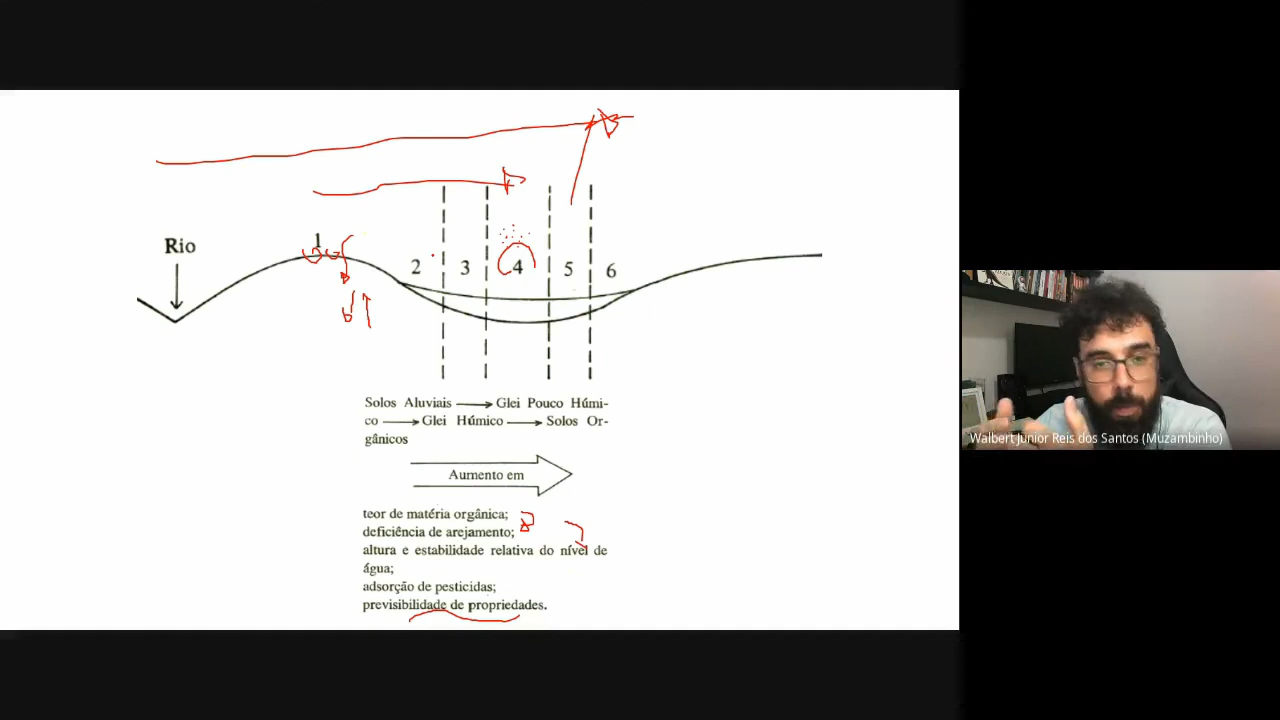 Rio
1
2
3
4
5
6
Solos Aluviais → Glei Pouco Húmi-
co → Glei Húmico → Solos Or-
gânicos
Aumento em
teor de matéria orgânica;
deficiência de arejamento;
altura e estabilidade relativa do nível de
água;
adsorção de pesticidas;
previsibilidade de propriedades.
Walbert Junior Reis dos Santos (Muzambinho)